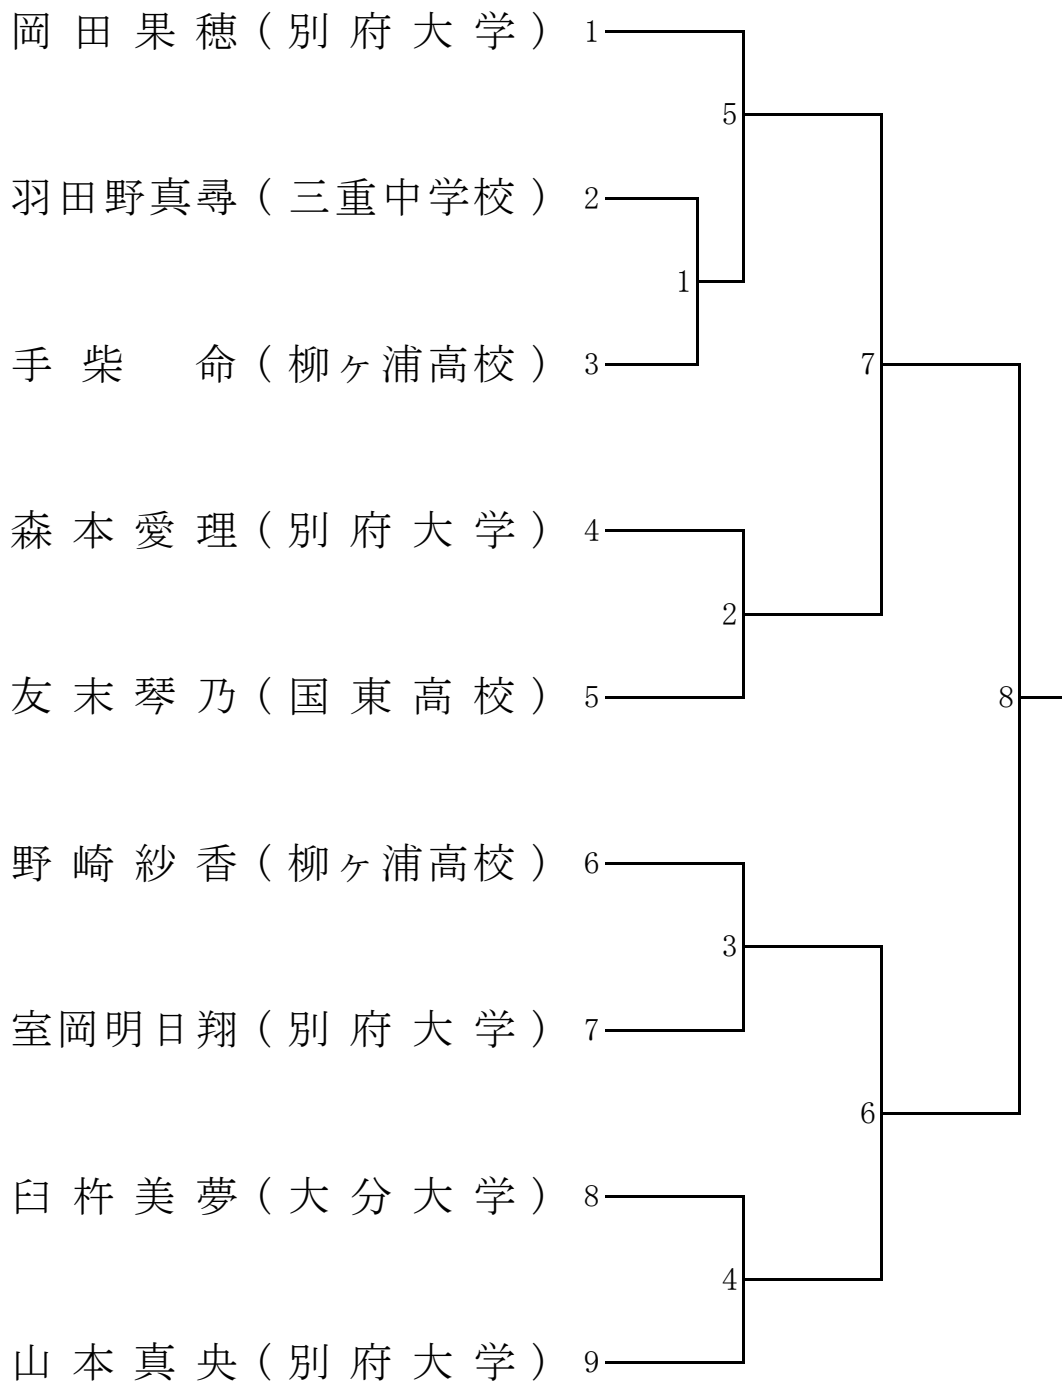 岡田果穂(別府大学) 1
5
羽田野真尋(三重中学校) 2
1
手柴 命(柳ヶ浦高校) 3
7
森本愛理(別府大学) 4
2
友末琴乃(国東高校) 5
8
野崎紗香(柳ヶ浦高校) 6
3
室岡明日翔(別府大学) 7
6
臼杵美夢(大分大学) 8
4
山本真央(別府大学) 9